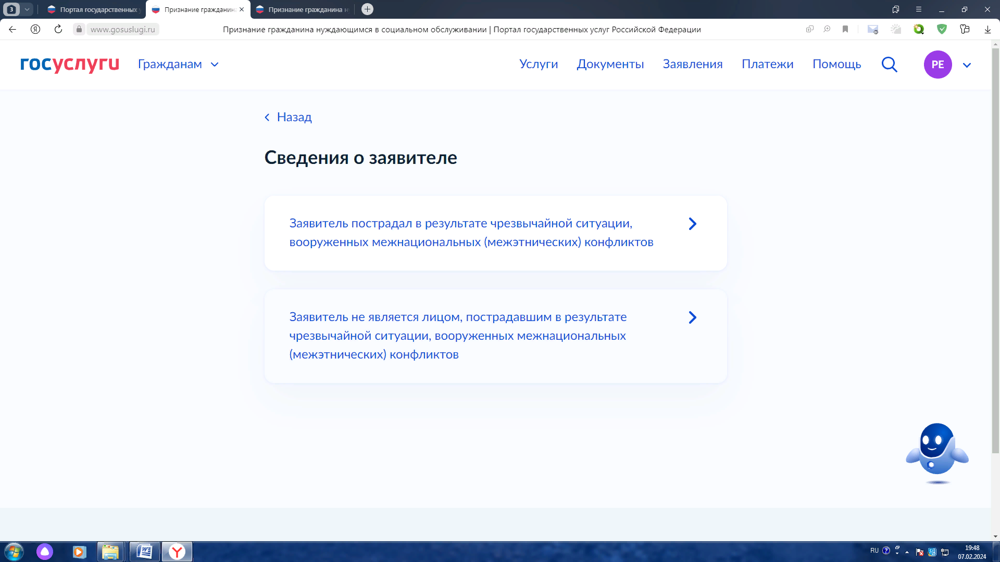 3
Портал государственных у
Признание гражданина
Признание гражданина н
www.gosuslugi.ru
Признание гражданина нуждающимся в социальном обслуживании | Портал государственных услуг Российской Федерации
госуслуги
Гражданам
Услуги
Документы
Заявления
Платежи
Помощь
РЕ
Назад
Сведения о заявителе
Заявитель пострадал в результате чрезвычайной ситуации,
вооруженных межнациональных (межэтнических) конфликтов
Заявитель не является лицом, пострадавшим в результате
чрезвычайной ситуации, вооруженных межнациональных
(межэтнических) конфликтов
RU
19:48
07.02.2024